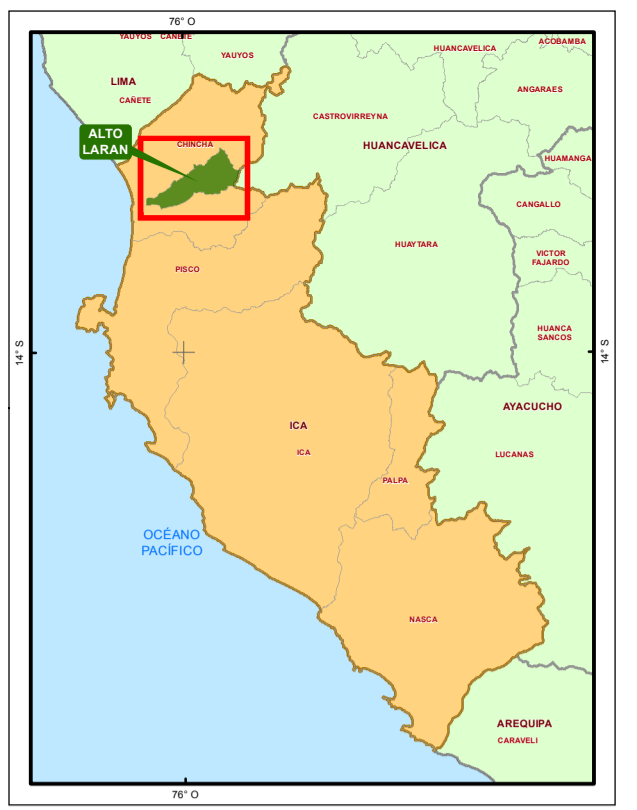 76° O
YAUYOS CAÑETE
YAUYOS
HUANCAVELICA
ACOBAMBA
LIMA
CAÑETE
ANGARAES
CASTROVIRREYNA
ALTO
LARAN
CHINCHA
HUANCAVELICA
HUAMANGA
CANGALLO
HUAYTARA
VICTOR
FAJARDO
PISCO
HUANCA
SANCOS
14° S
14° S
AYACUCHO
ICA
ICA
LUCANAS
PALPA
OCÉANO
PACÍFICO
NASCA
AREQUIPA
CARAVELI
76° O